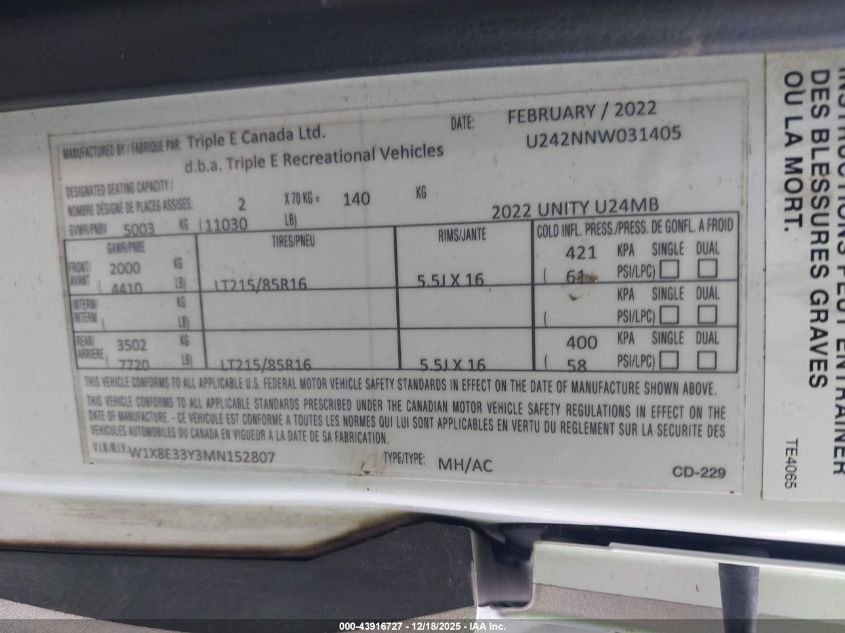 MANUFACTURED BY / FABRIQUE PAR: Triple E Canada Ltd.
d.b.a. Triple E Recreational Vehicles
DATE: FEBRUARY / 2022
U242NNW031405
DESIGNATED SEATING CAPACITY /
NOMBRE DÉSIGNÉ DE PLACES ASSISES: 2 X 70 KG = 140 KG
GVWR/PNBV 5003 KG (11030 LB)
2022 UNITY U24MB
GAWR/PNBE TIRES/PNEU RIMS/JANTE COLD INFL. PRESS./PRESS. DE GONFL. A FROID
FRONT/ 2000 KG 421 KPA SINGLE DUAL
AVANT ( 4410 LB) LT215/85R16 5.5J X 16 ( 61 PSI/LPC)
INTERM/ KG KPA SINGLE DUAL
INTERM ( LB) ( PSI/LPC)
REAR/ 3502 KG 400 KPA SINGLE DUAL
ARRIÈRE ( 7720 LB) LT215/85R16 5.5J X 16 ( 58 PSI/LPC)
THIS VEHICLE CONFORMS TO ALL APPLICABLE U.S. FEDERAL MOTOR VEHICLE SAFETY STANDARDS IN EFFECT ON THE DATE OF MANUFACTURE SHOWN ABOVE.
THIS VEHICLE CONFORMS TO ALL APPLICABLE STANDARDS PRESCRIBED UNDER THE CANADIAN MOTOR VEHICLE SAFETY REGULATIONS IN EFFECT ON THE
DATE OF MANUFACTURE. - CE VEHICULE EST CONFORME A TOUTES LES NORMES QUI LUI SONT APPLICABLES EN VERTU DU REGLEMENT SUR LA SECURITE DES
VEHICULES AUTOMOBILES DU CANADA EN VIGUEUR A LA DATE DE SA FABRICATION.
V.I.N./N.I.V. W1X8E33Y3MN152807 TYPE/TYPE: MH/AC
CD-229
INSTRUCTIONS PEUT ENTRAINER
DES BLESSURES GRAVES
OU LA MORT.
TE4065
000-43916727 - 12/18/2025 - IAA Inc.